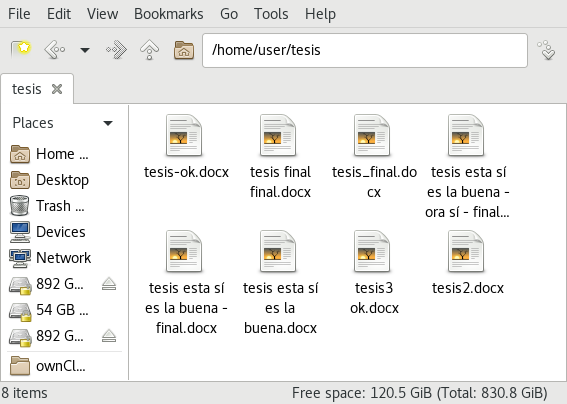 File Edit View Bookmarks Go Tools Help
/home/user/tesis
tesis
Places
Home ...
Desktop
Trash ...
Devices
Network
892 G...
54 GB ...
892 G...
ownCl...
tesis-ok.docx
tesis final
final.docx
tesis_final.do
cx
tesis esta sí
es la buena -
ora sí - final...
tesis esta sí
es la buena -
final.docx
tesis esta sí
es la
buena.docx
tesis3
ok.docx
tesis2.docx
8 items
Free space: 120.5 GiB (Total: 830.8 GiB)